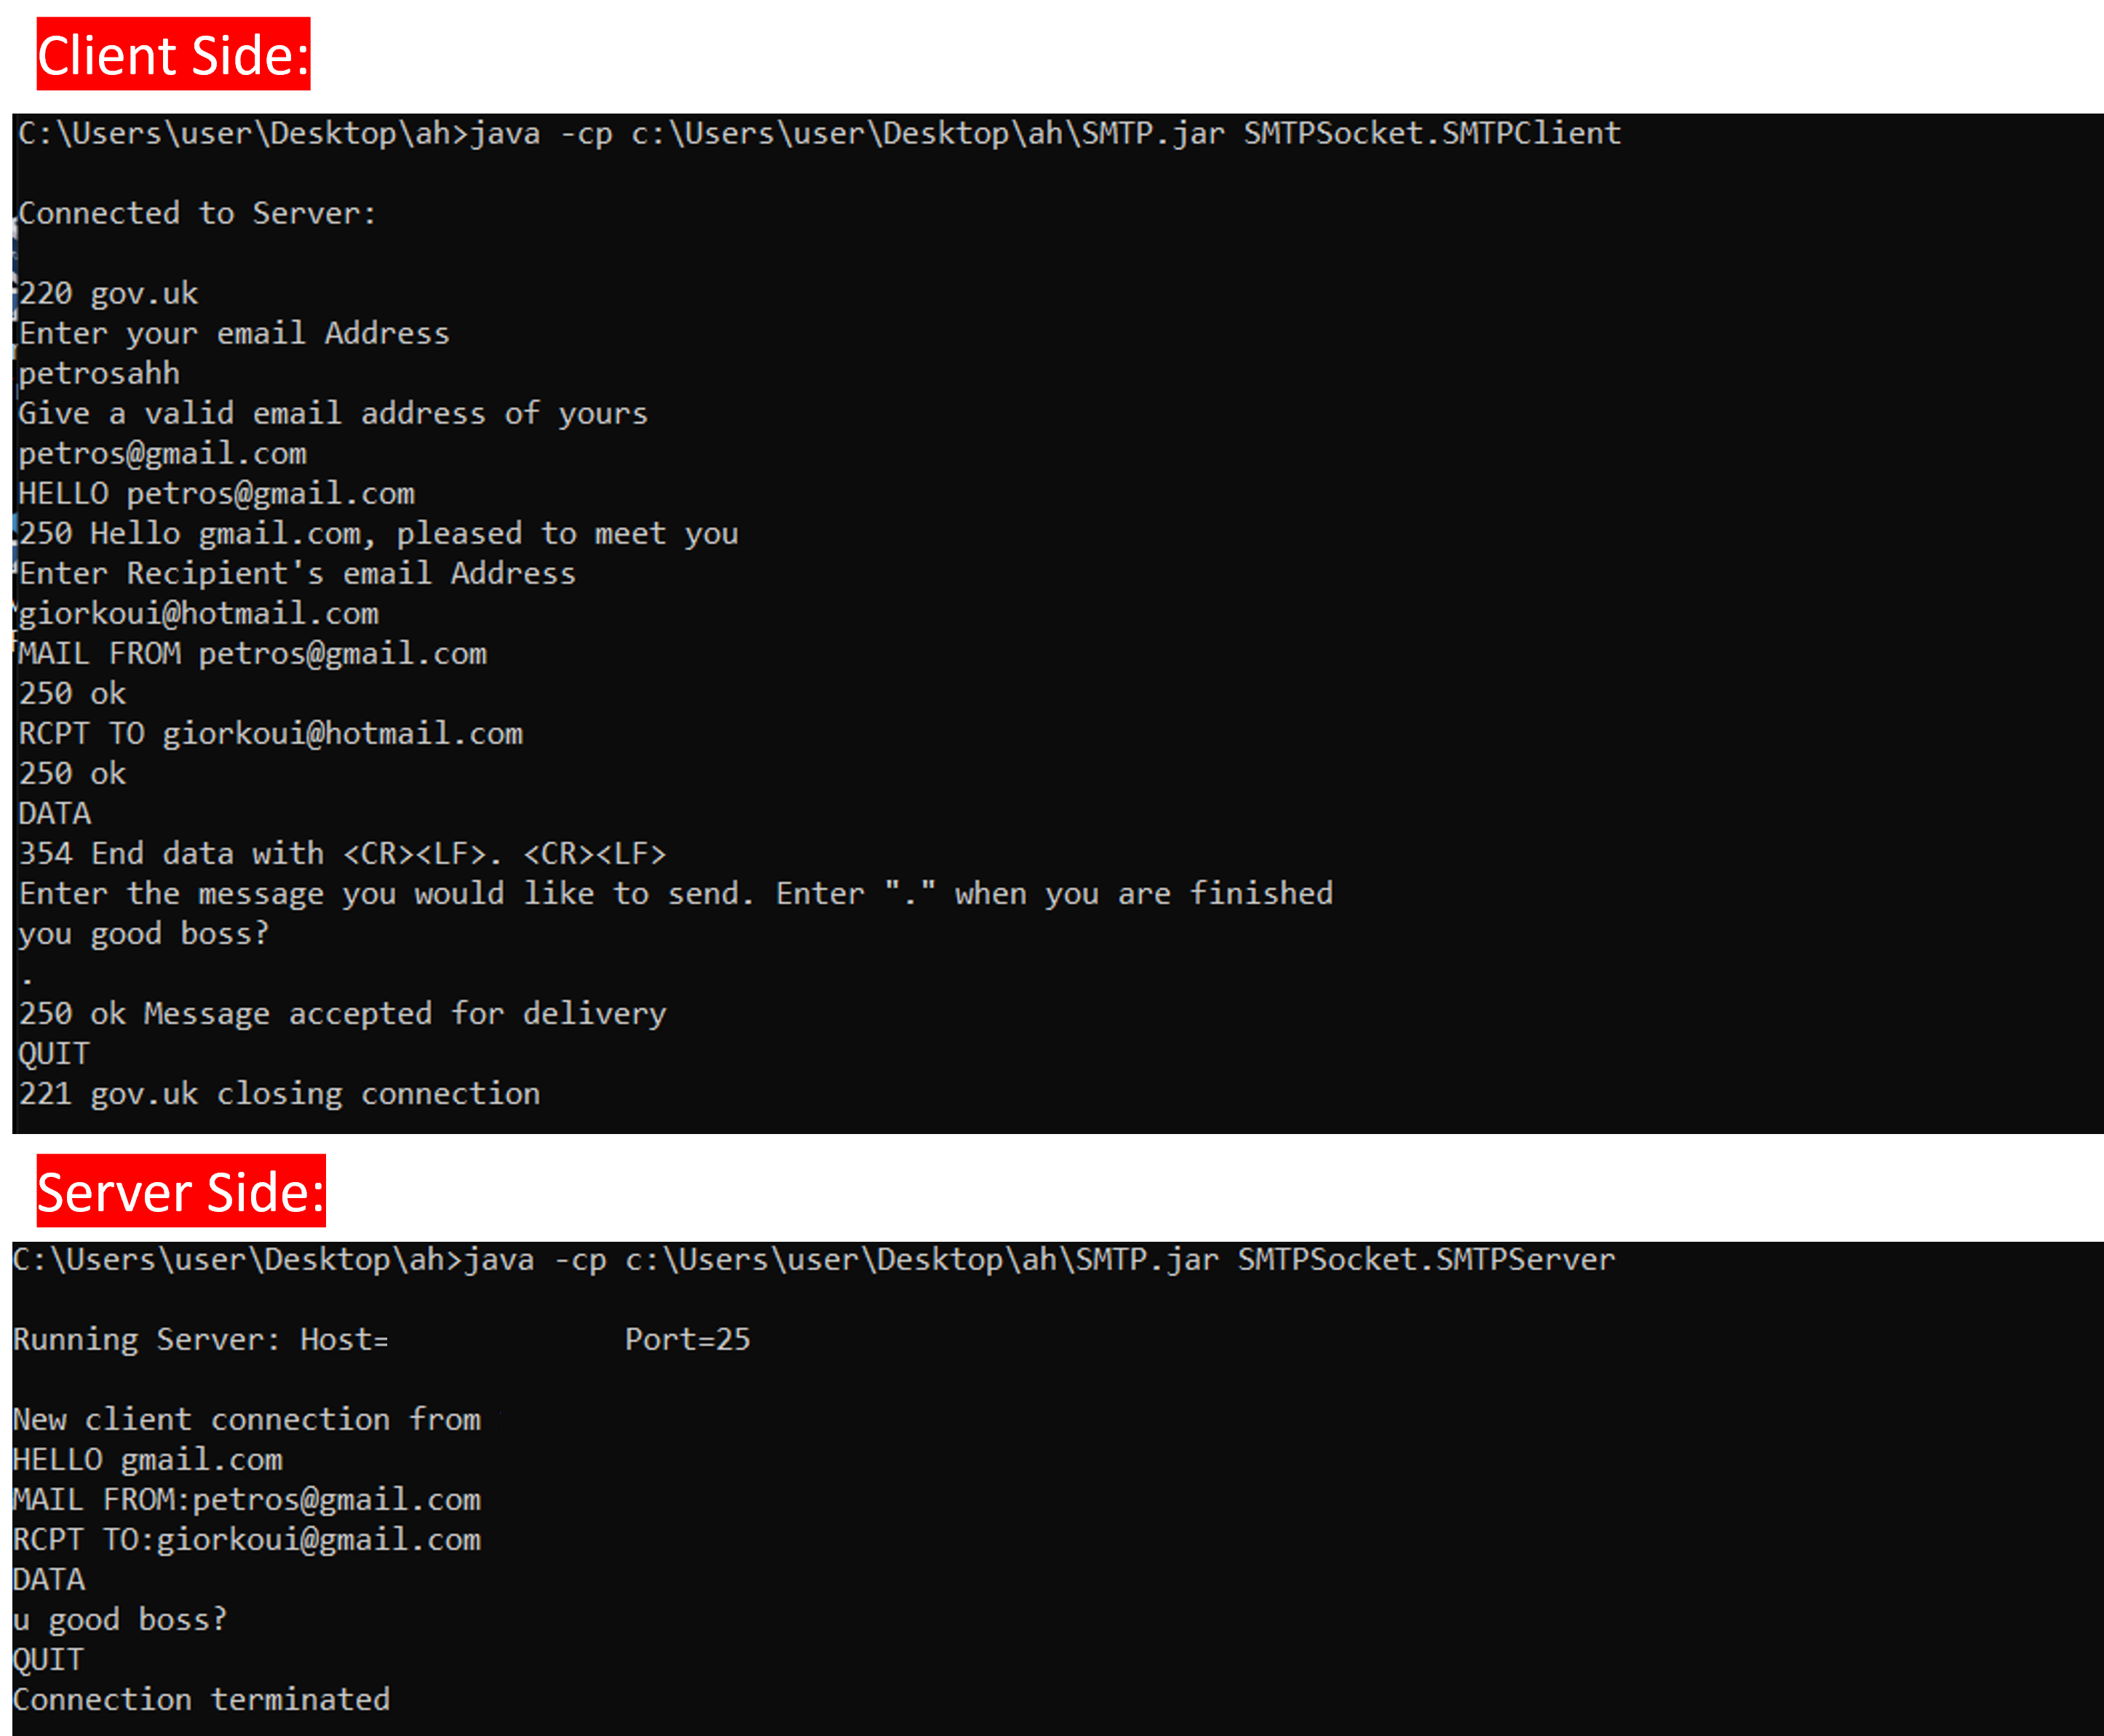 Client Side:
C:\Users\user\Desktop\ah>java -cp c:\Users\user\Desktop\ah\SMTP.jar SMTPSocket.SMTPClient
Connected to Server:
220 gov.uk
Enter your email Address
petrosahh
Give a valid email address of yours
petros@gmail.com
HELLO petros@gmail.com
250 Hello gmail.com, pleased to meet you
Enter Recipient's email Address
giorkoui@hotmail.com
MAIL FROM petros@gmail.com
250 ok
RCPT TO giorkoui@hotmail.com
250 ok
DATA
354 End data with <CR><LF>. <CR><LF>
Enter the message you would like to send. Enter "." when you are finished
you good boss?
.
250 ok Message accepted for delivery
QUIT
221 gov.uk closing connection
Server Side:
C:\Users\user\Desktop\ah>java -cp c:\Users\user\Desktop\ah\SMTP.jar SMTPSocket.SMTPServer
Running Server: Host= Port=25
New client connection from
HELLO gmail.com
MAIL FROM:petros@gmail.com
RCPT TO:giorkoui@gmail.com
DATA
u good boss?
QUIT
Connection terminated